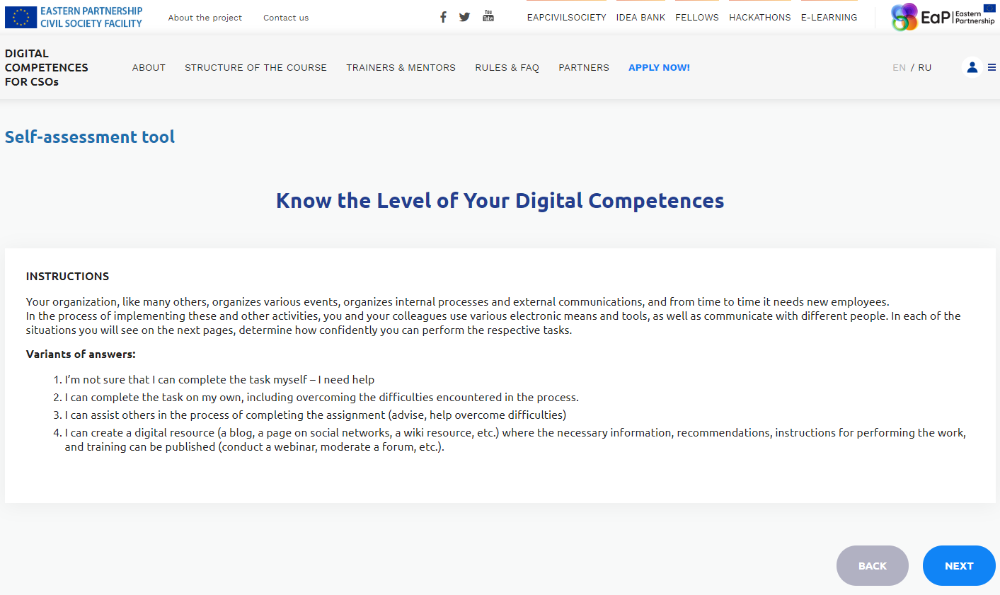 EASTERN PARTNERSHIP
CIVIL SOCIETY FACILITY
About the project
Contact us
You
Tube
EAPCIVILSOCIETY
IDEA BANK
FELLOWS
HACKATHONS
E-LEARNING
EaP
Eastern
Partnership
DIGITAL
COMPETENCES
FOR CSOs
ABOUT
STRUCTURE OF THE COURSE
TRAINERS & MENTORS
RULES & FAQ
PARTNERS
APPLY NOW!
EN / RU
Self-assessment tool
Know the Level of Your Digital Competences
INSTRUCTIONS
Your organization, like many others, organizes various events, organizes internal processes and external communications, and from time to time it needs new employees.
In the process of implementing these and other activities, you and your colleagues use various electronic means and tools, as well as communicate with different people. In each of the
situations you will see on the next pages, determine how confidently you can perform the respective tasks.
Variants of answers:
1. I’m not sure that I can complete the task myself – I need help
2. I can complete the task on my own, including overcoming the difficulties encountered in the process.
3. I can assist others in the process of completing the assignment (advise, help overcome difficulties)
4. I can create a digital resource (a blog, a page on social networks, a wiki resource, etc.) where the necessary information, recommendations, instructions for performing the work,
and training can be published (conduct a webinar, moderate a forum, etc.).
BACK
NEXT